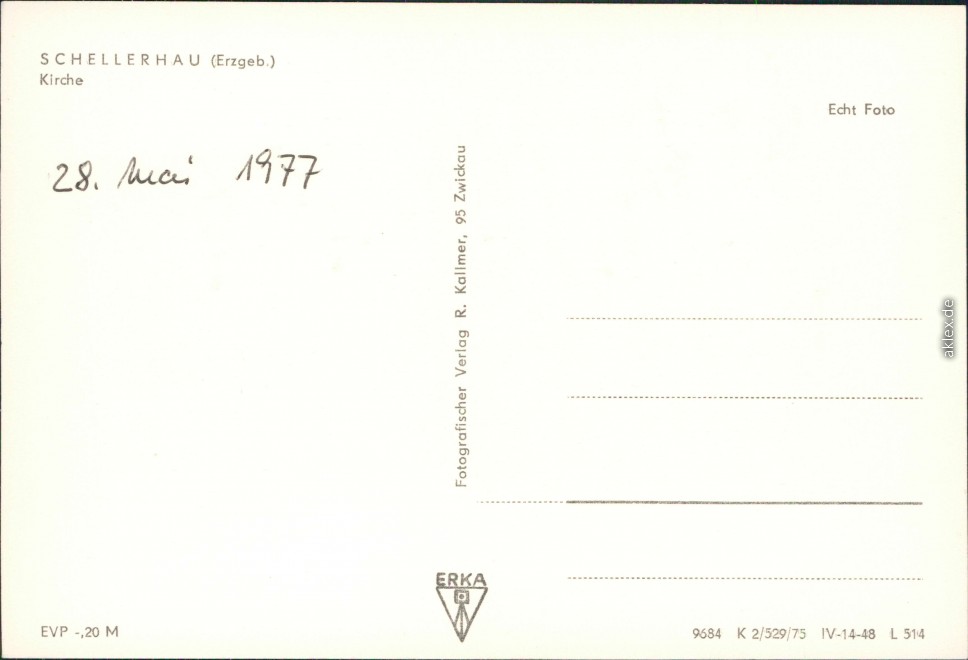 SCHELLERHAU (Erzgeb.)
Kirche
Echt Foto
28. Mai 1977
Fotografischer Verlag R. Kallmer, 95 Zwickau
aklex.de
ERKA
EVP -,20 M
9684 K 2/529/75 IV-14-48 L 514